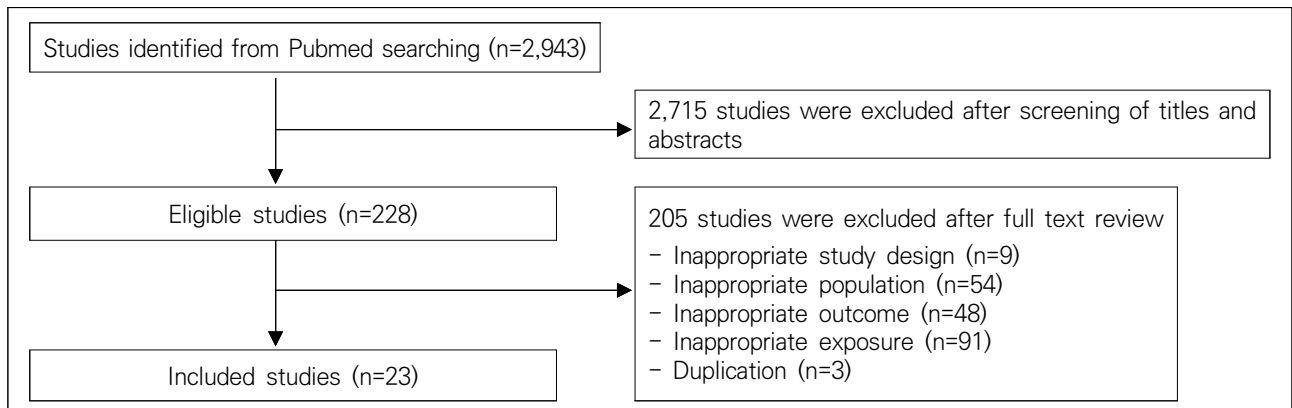 Studies identified from Pubmed searching (n=2,943)
2,715 studies were excluded after screening of titles and
abstracts
Eligible studies (n=228)
205 studies were excluded after full text review
- Inappropriate study design (n=9)
- Inappropriate population (n=54)
- Inappropriate outcome (n=48)
- Inappropriate exposure (n=91)
- Duplication (n=3)
Included studies (n=23)